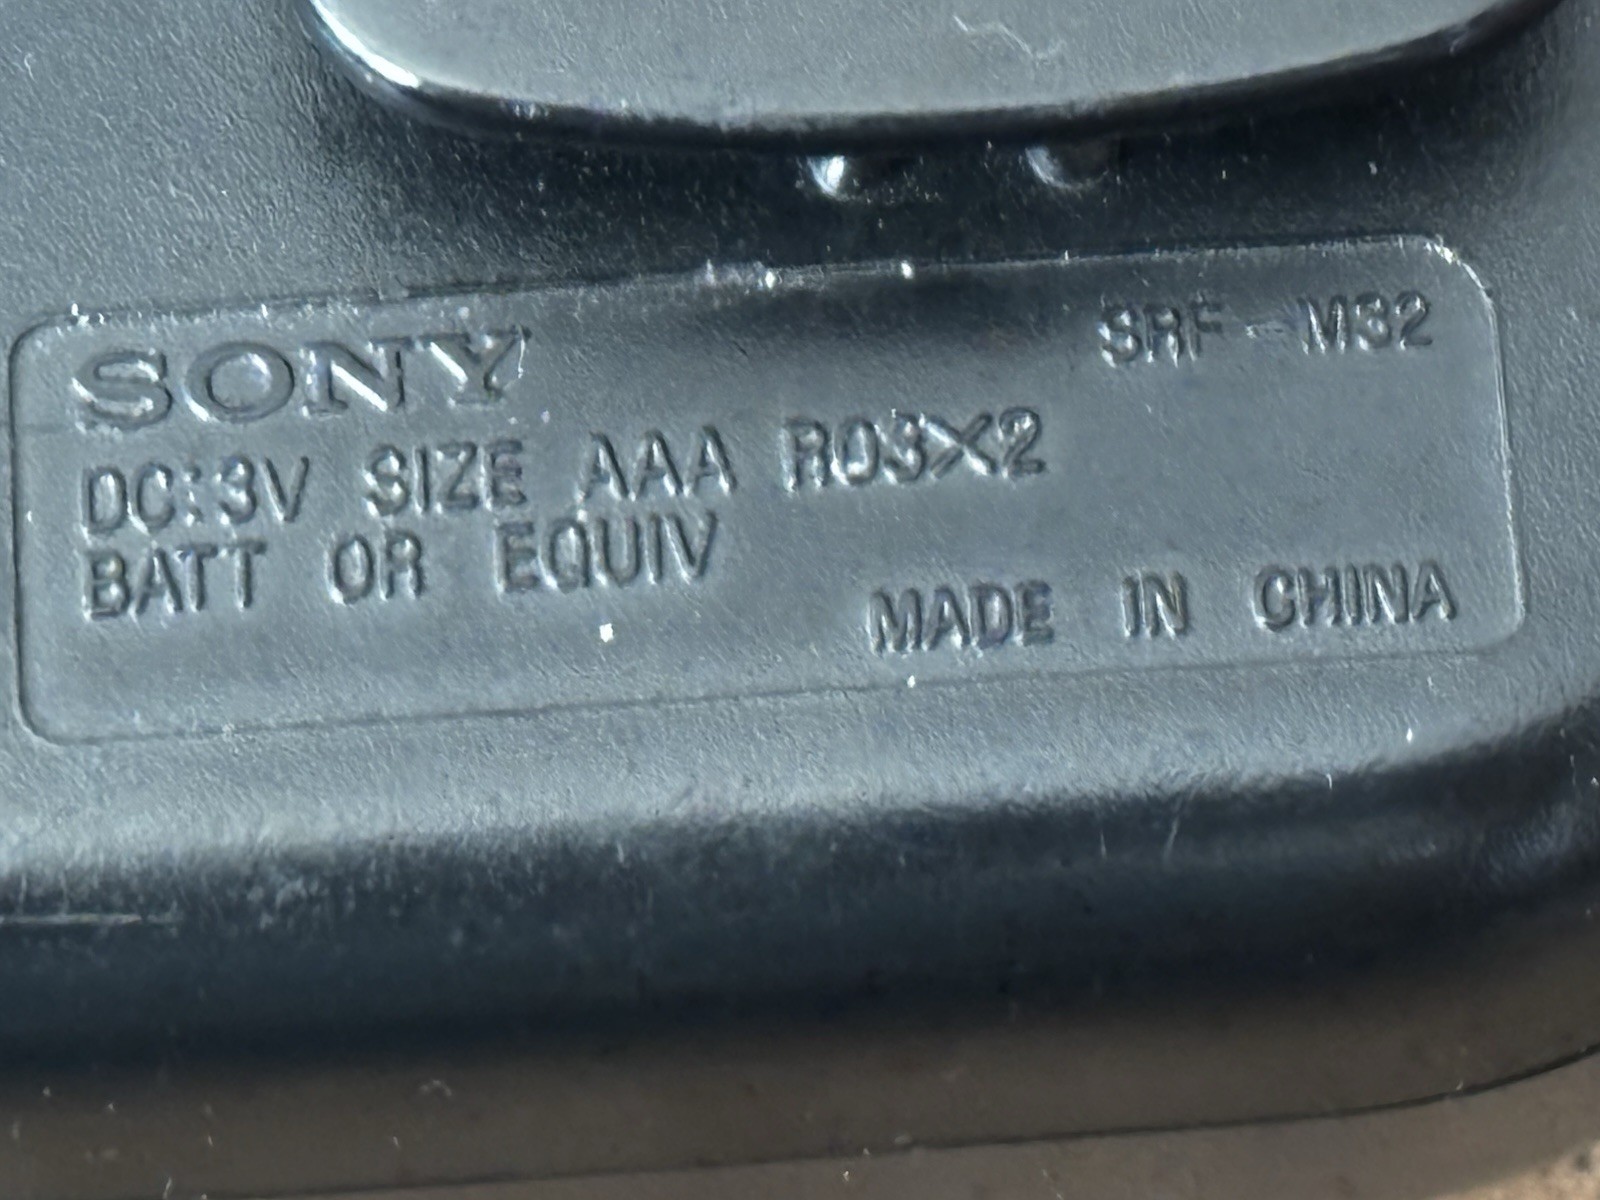 SONY SRF-M32
DC:3V SIZE AAA R03X2
BATT OR EQUIV
MADE IN CHINA